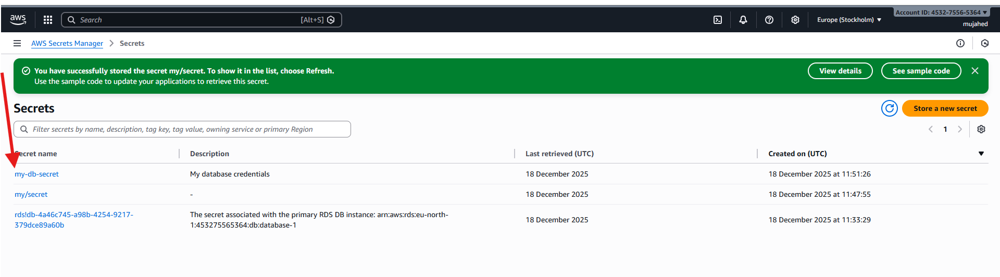 aws
Search [Alt+S]
Europe (Stockholm)
Account ID: 4532-7556-5364
mujahed
AWS Secrets Manager > Secrets
You have successfully stored the secret my/secret. To show it in the list, choose Refresh.
Use the sample code to update your applications to retrieve this secret.
View details
See sample code
Secrets
Store a new secret
Filter secrets by name, description, tag key, tag value, owning service or primary Region
1
Secret name Description Last retrieved (UTC) Created on (UTC)
my-db-secret My database credentials 18 December 2025 18 December 2025 at 11:51:26
my/secret - 18 December 2025 18 December 2025 at 11:47:55
rds!db-4a46c745-a98b-4254-9217-
379dce89a60b
The secret associated with the primary RDS DB instance: arn:aws:rds:eu-north-
1:453275565364:db:database-1
18 December 2025 18 December 2025 at 11:33:29